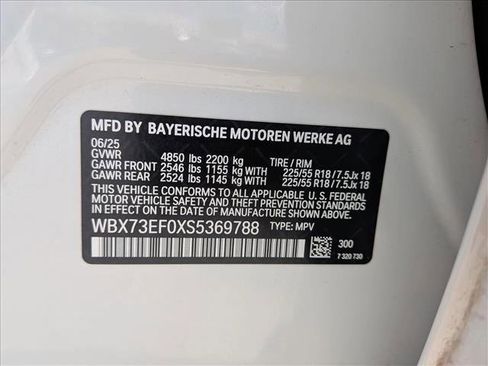 MFD BY BAYERISCHE MOTOREN WERKE AG
06/25
GVWR 4850 lbs 2200 kg TIRE / RIM
GAWR FRONT 2546 lbs 1155 kg WITH 225/55 R18 / 7.5Jx 18
GAWR REAR 2524 lbs 1145 kg WITH 225/55 R18 / 7.5Jx 18
THIS VEHICLE CONFORMS TO ALL APPLICABLE U. S. FEDERAL
MOTOR VEHICLE SAFETY AND THEFT PREVENTION STANDARDS
IN EFFECT ON THE DATE OF MANUFACTURE SHOWN ABOVE.
WBX73EF0XS5369788 TYPE: MPV
300
7 320 730